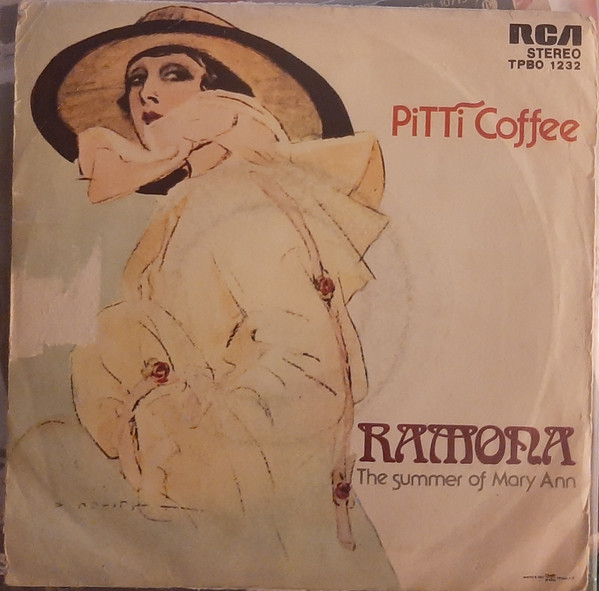 RCA
STEREO
TPBO 1232
PiTTi Coffee
RAMONA
The summer of Mary Ann